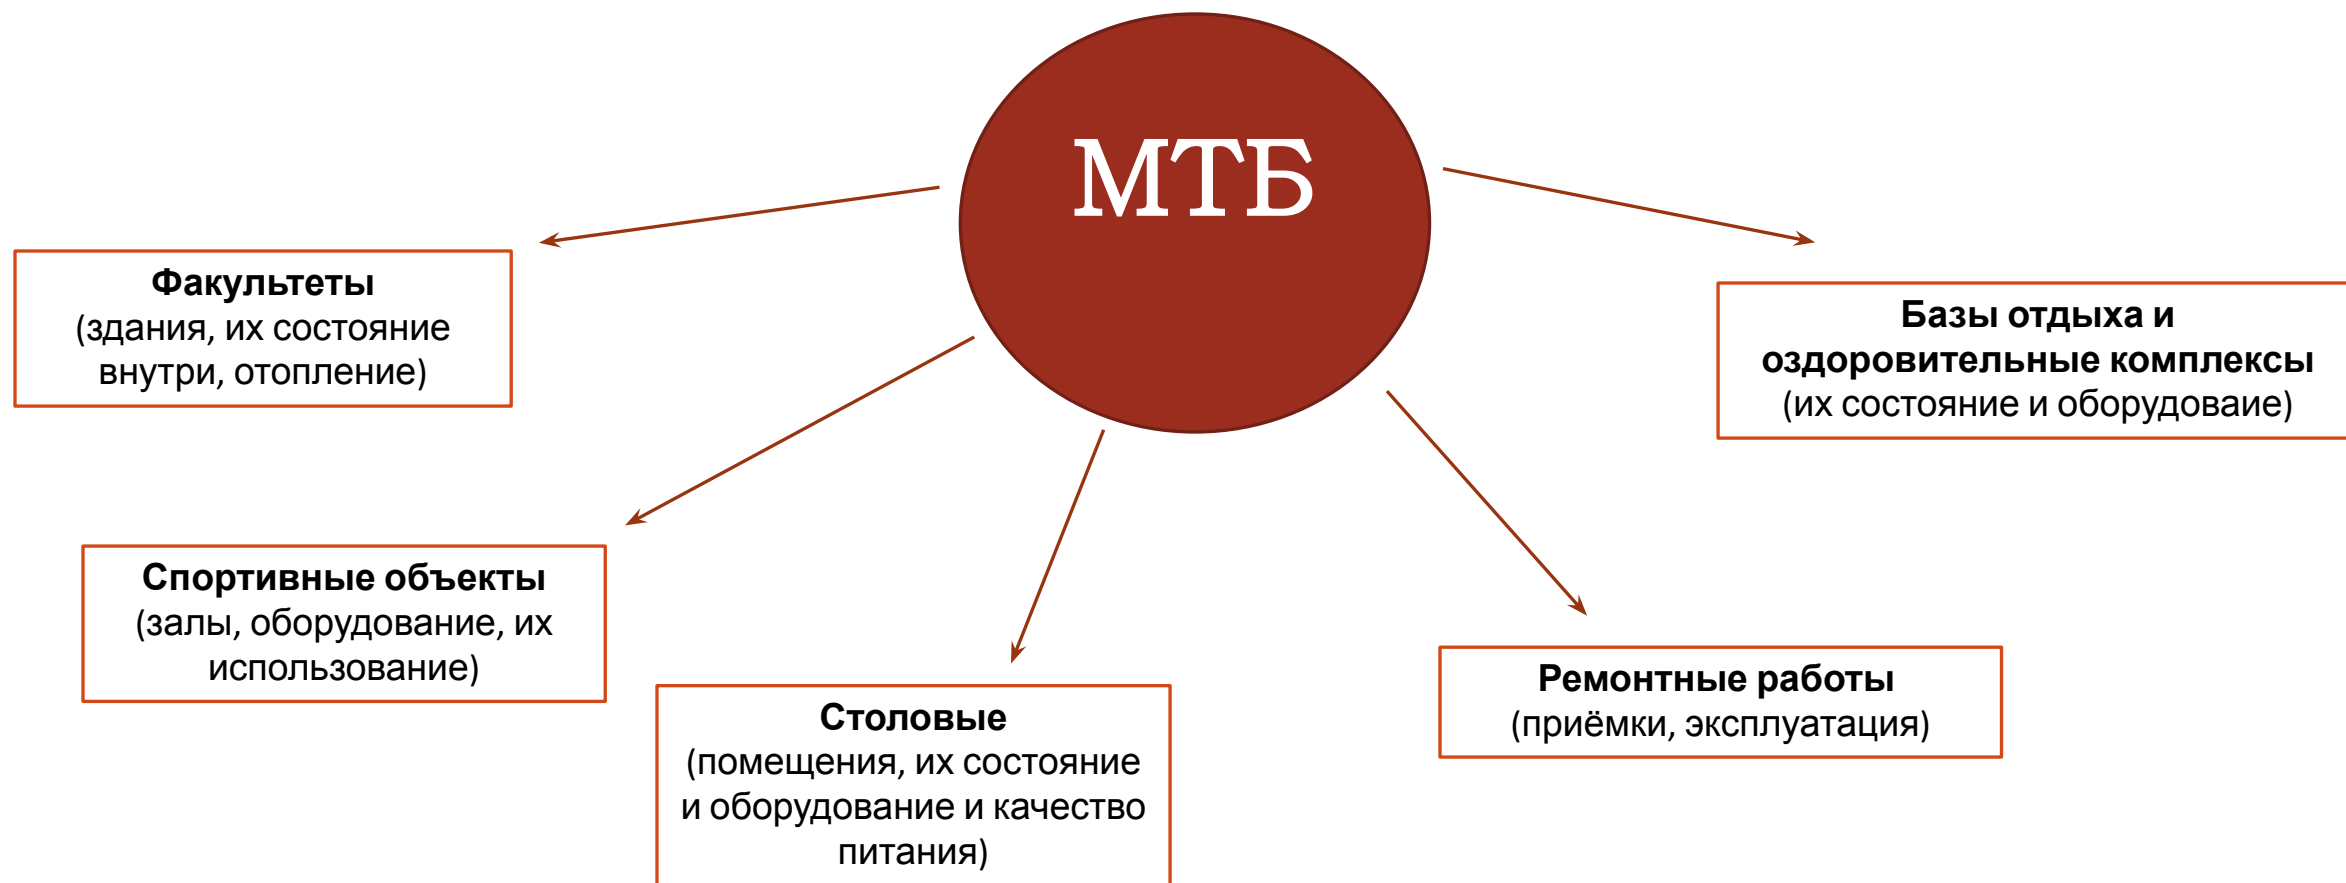 МТБ
Факультеты
(здания, их состояние
внутри, отопление)
Базы отдыха и
оздоровительные комплексы
(их состояние и оборудоваие)
Спортивные объекты
(залы, оборудование, их
использование)
Столовые
(помещения, их состояние
и оборудование и качество
питания)
Ремонтные работы
(приёмки, эксплуатация)